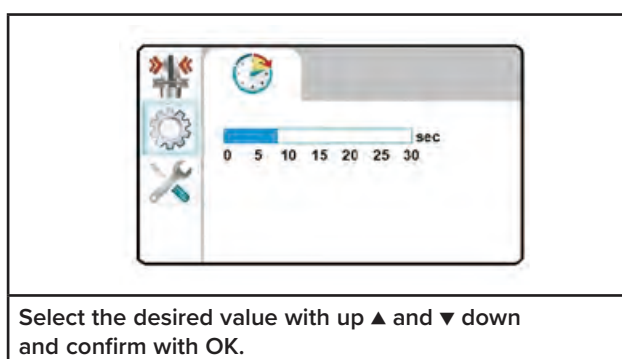 sec
0 5 10 15 20 25 30
Select the desired value with up ▲ and ▼ down
and confirm with OK.